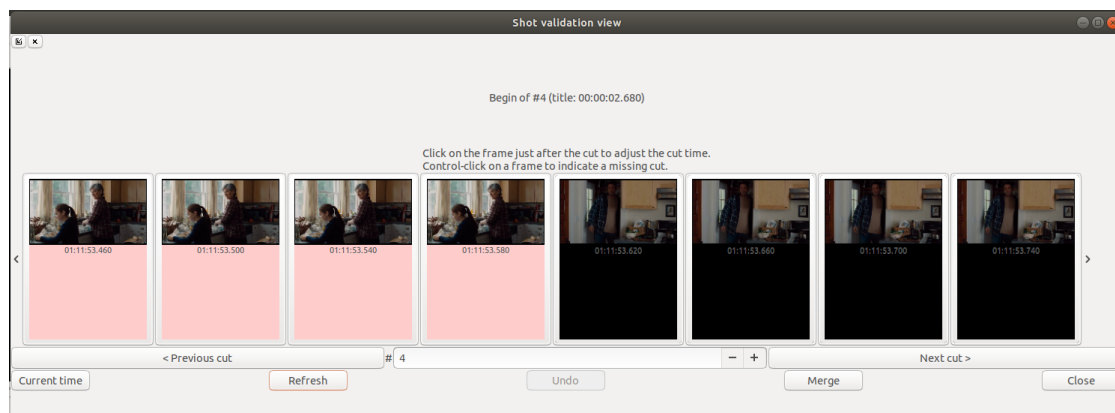 Shot validation view
Begin of #4 (title: 00:00:02.680)
Click on the frame just after the cut to adjust the cut time.
Control-click on a frame to indicate a missing cut.
01:11:53.460 01:11:53.500 01:11:53.540 01:11:53.580 01:11:53.620 01:11:53.660 01:11:53.700 01:11:53.740
< Previous cut # 4 − + Next cut >
Current time Refresh Undo Merge Close